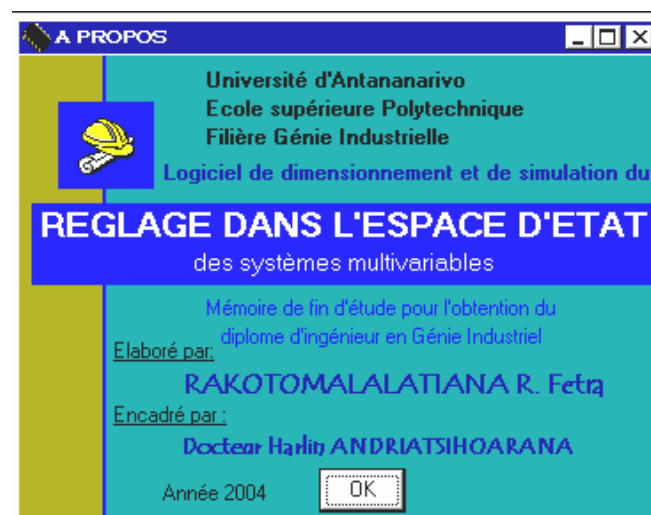 A PROPOS
Université d'Antananarivo
Ecole supérieure Polytechnique
Filière Génie Industrielle
Logiciel de dimensionnement et de simulation du
REGLAGE DANS L'ESPACE D'ETAT
des systèmes multivariables
Mémoire de fin d'étude pour l'obtention du
diplome d'ingénieur en Génie Industriel
Elaboré par:
RAKOTOMALALATIANA R. Fetra
Encadré par :
Docteur Harlin ANDRIATSIHOARANA
Année 2004
OK